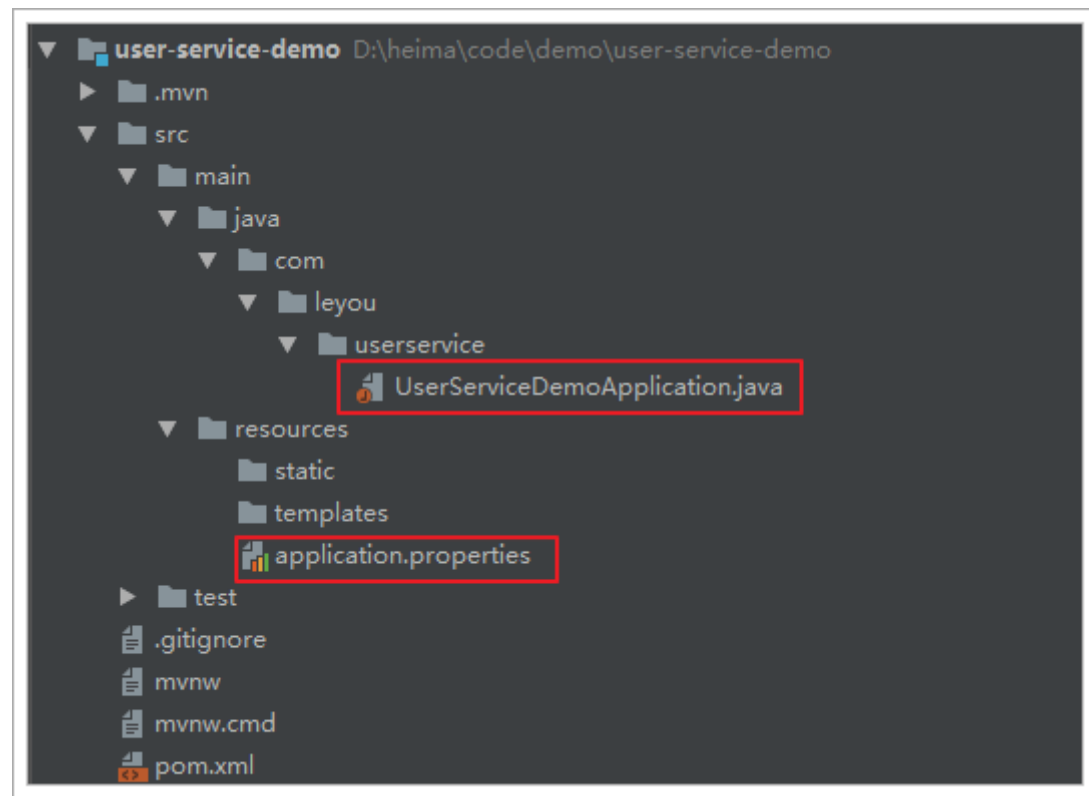 user-service-demo D:\heima\code\demo\user-service-demo
.mvn
src
main
java
com
leyou
userservice
UserServiceDemoApplication.java
resources
static
templates
application.properties
test
.gitignore
mvnw
mvnw.cmd
pom.xml